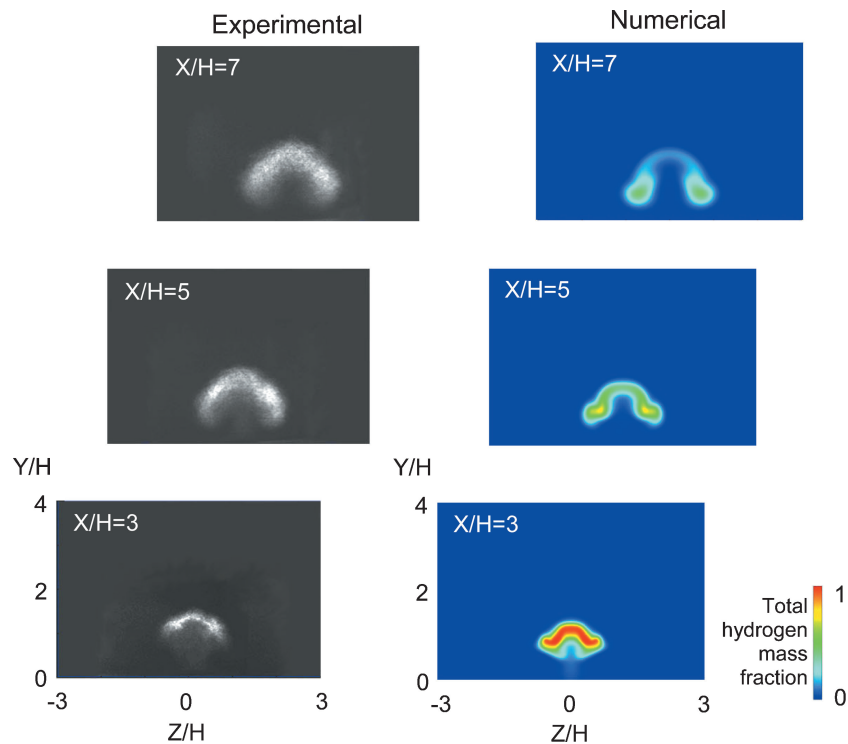 Experimental
Numerical
X/H=7
X/H=7
X/H=5
X/H=5
Y/H
Y/H
4
X/H=3
4
X/H=3
2
2
0
0
-3
0
3
-3
0
3
Z/H
Z/H
Total
hydrogen
mass
fraction
1
0